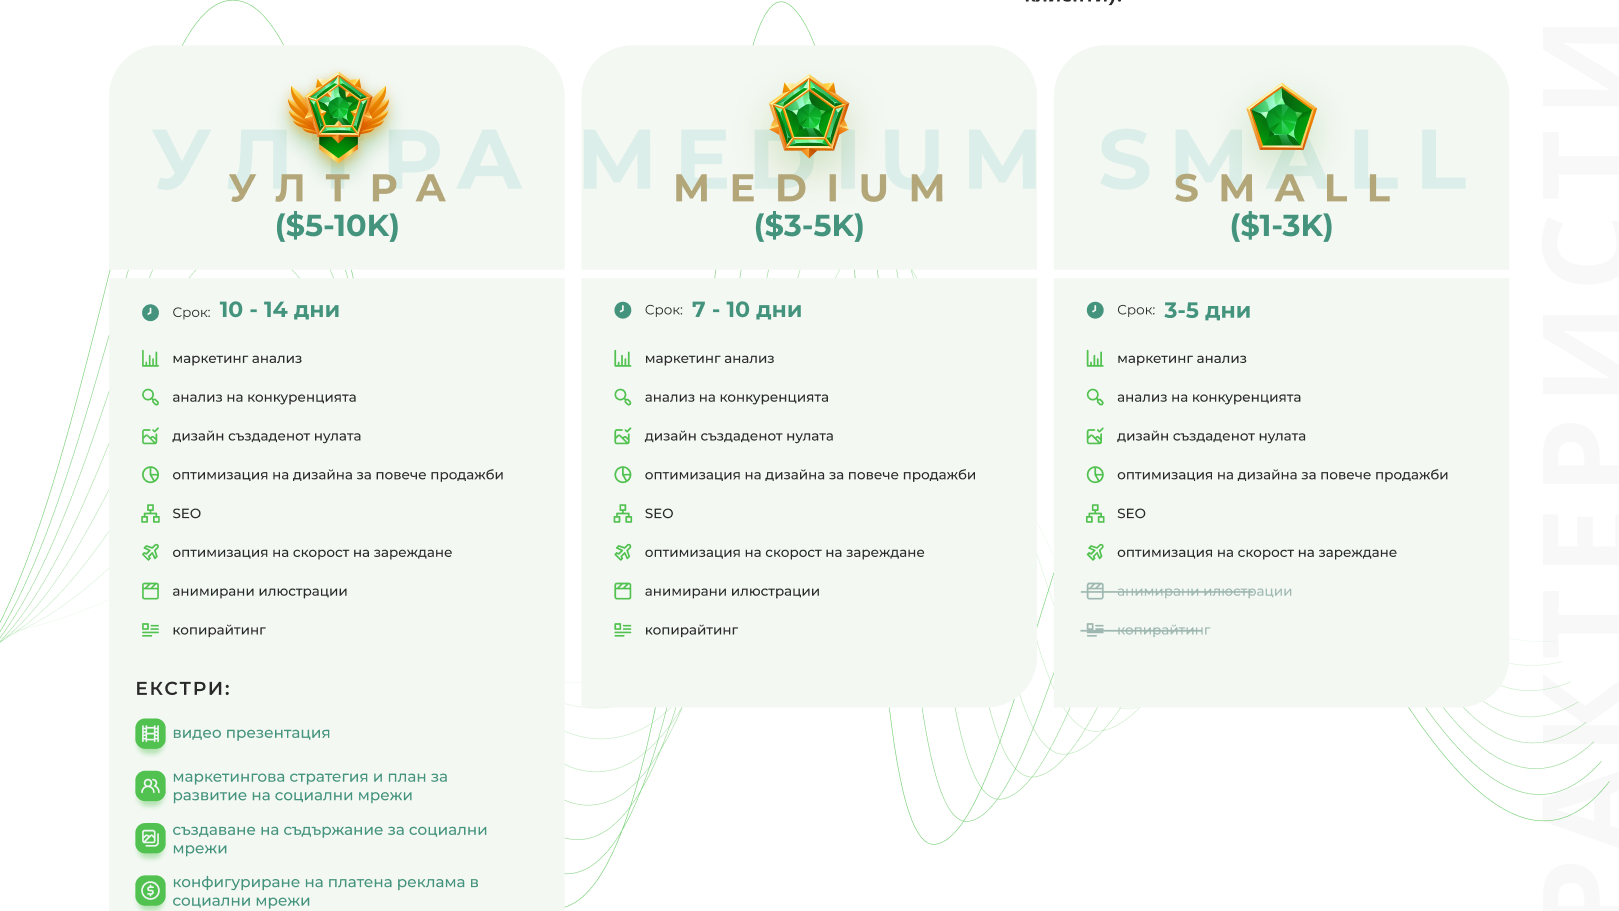 УЛТРА
УЛТРА
($5-10K)
Срок: 10 - 14 дни
маркетинг анализ
анализ на конкуренцията
дизайн създаденот нулата
оптимизация на дизайна за повече продажби
SEO
оптимизация на скорост на зареждане
анимирани илюстрации
копирайтинг
ЕКСТРИ:
видео презентация
маркетингова стратегия и план за
развитие на социални мрежи
създаване на съдържание за социални
мрежи
конфигуриране на платена реклама в
социални мрежи
MEDIUM
MEDIUM
($3-5K)
Срок: 7 - 10 дни
маркетинг анализ
анализ на конкуренцията
дизайн създаденот нулата
оптимизация на дизайна за повече продажби
SEO
оптимизация на скорост на зареждане
анимирани илюстрации
копирайтинг
SMALL
SMALL
($1-3K)
Срок: 3-5 дни
маркетинг анализ
анализ на конкуренцията
дизайн създаденот нулата
оптимизация на дизайна за повече продажби
SEO
оптимизация на скорост на зареждане
анимирани илюстрации
копирайтинг
РАКТЕРИСТИ